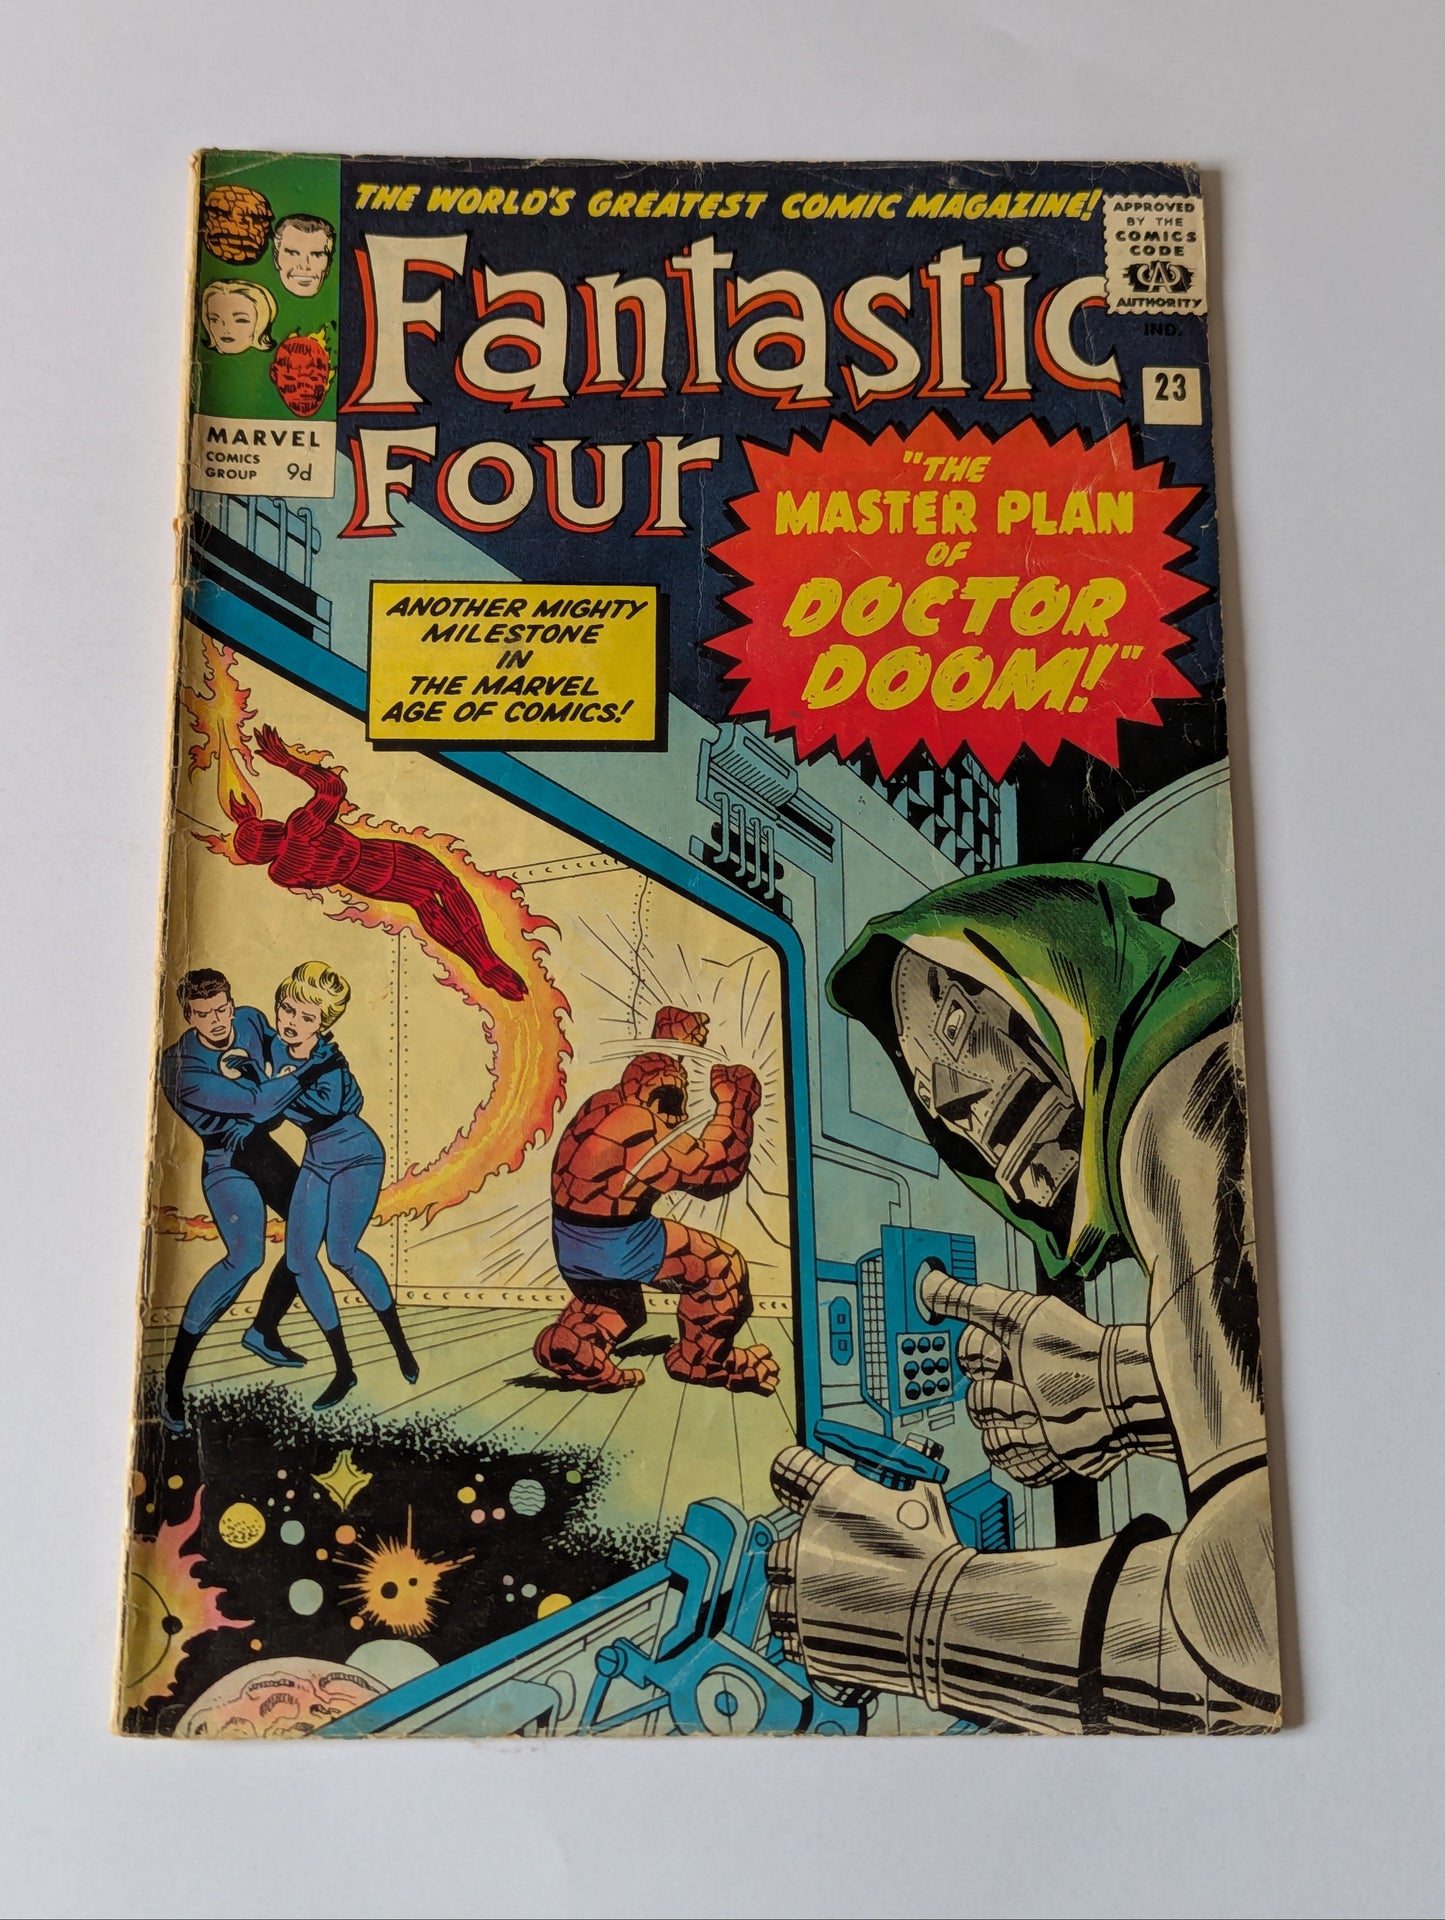 THE WORLD'S GREATEST COMIC MAGAZINE!
APPROVED
BY THE
COMICS
CODE
CA
AUTHORITY
Fantastic
Four
IND.
23
MARVEL
COMICS
GROUP 9d
"THE
MASTER PLAN
OF
DOCTOR
DOOM!"
ANOTHER MIGHTY
MILESTONE
IN
THE MARVEL
AGE OF COMICS!